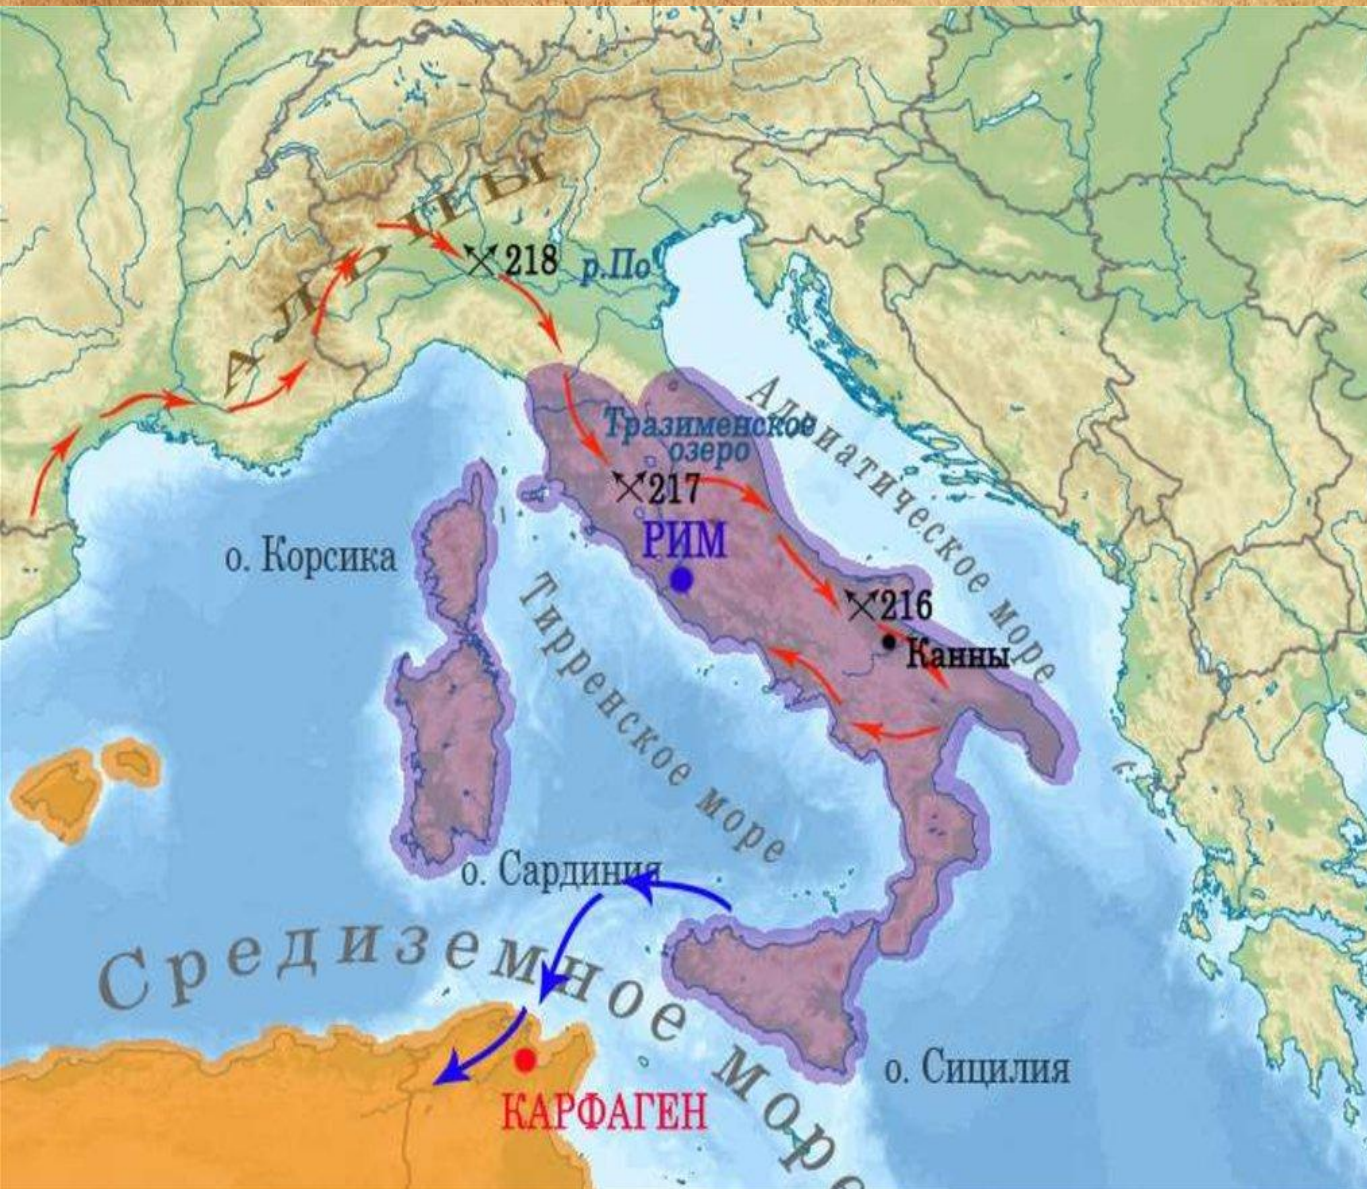 АЛЬПЫ
218
р.По
Адриатическое море
Тразименское
озеро
217
РИМ
о. Корсика
Тирренское море
216
Канны
о. Сардиния
Средиземное море
о. Сицилия
КАРФАГЕН